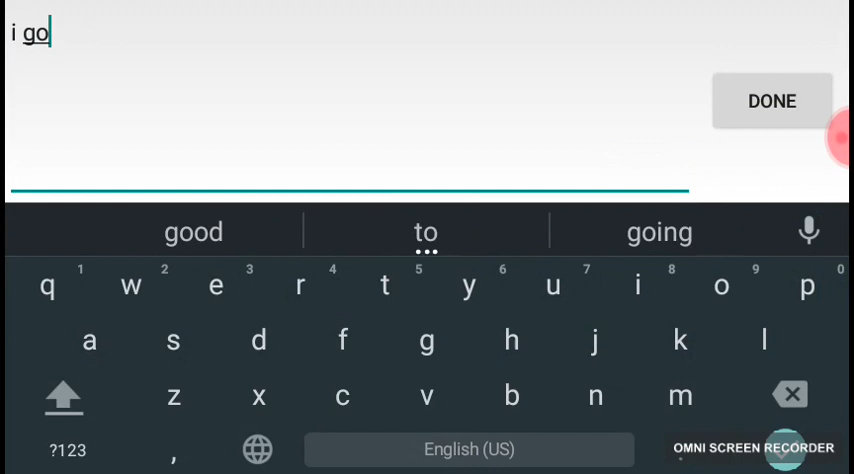 i go
DONE
good to going
q 1 w 2 e 3 r 4 t 5 y 6 u 7 i 8 o 9 p 0
a s d f g h j k l
z x c v b n m
?123 , English (US) OMNI SCREEN RECORDER